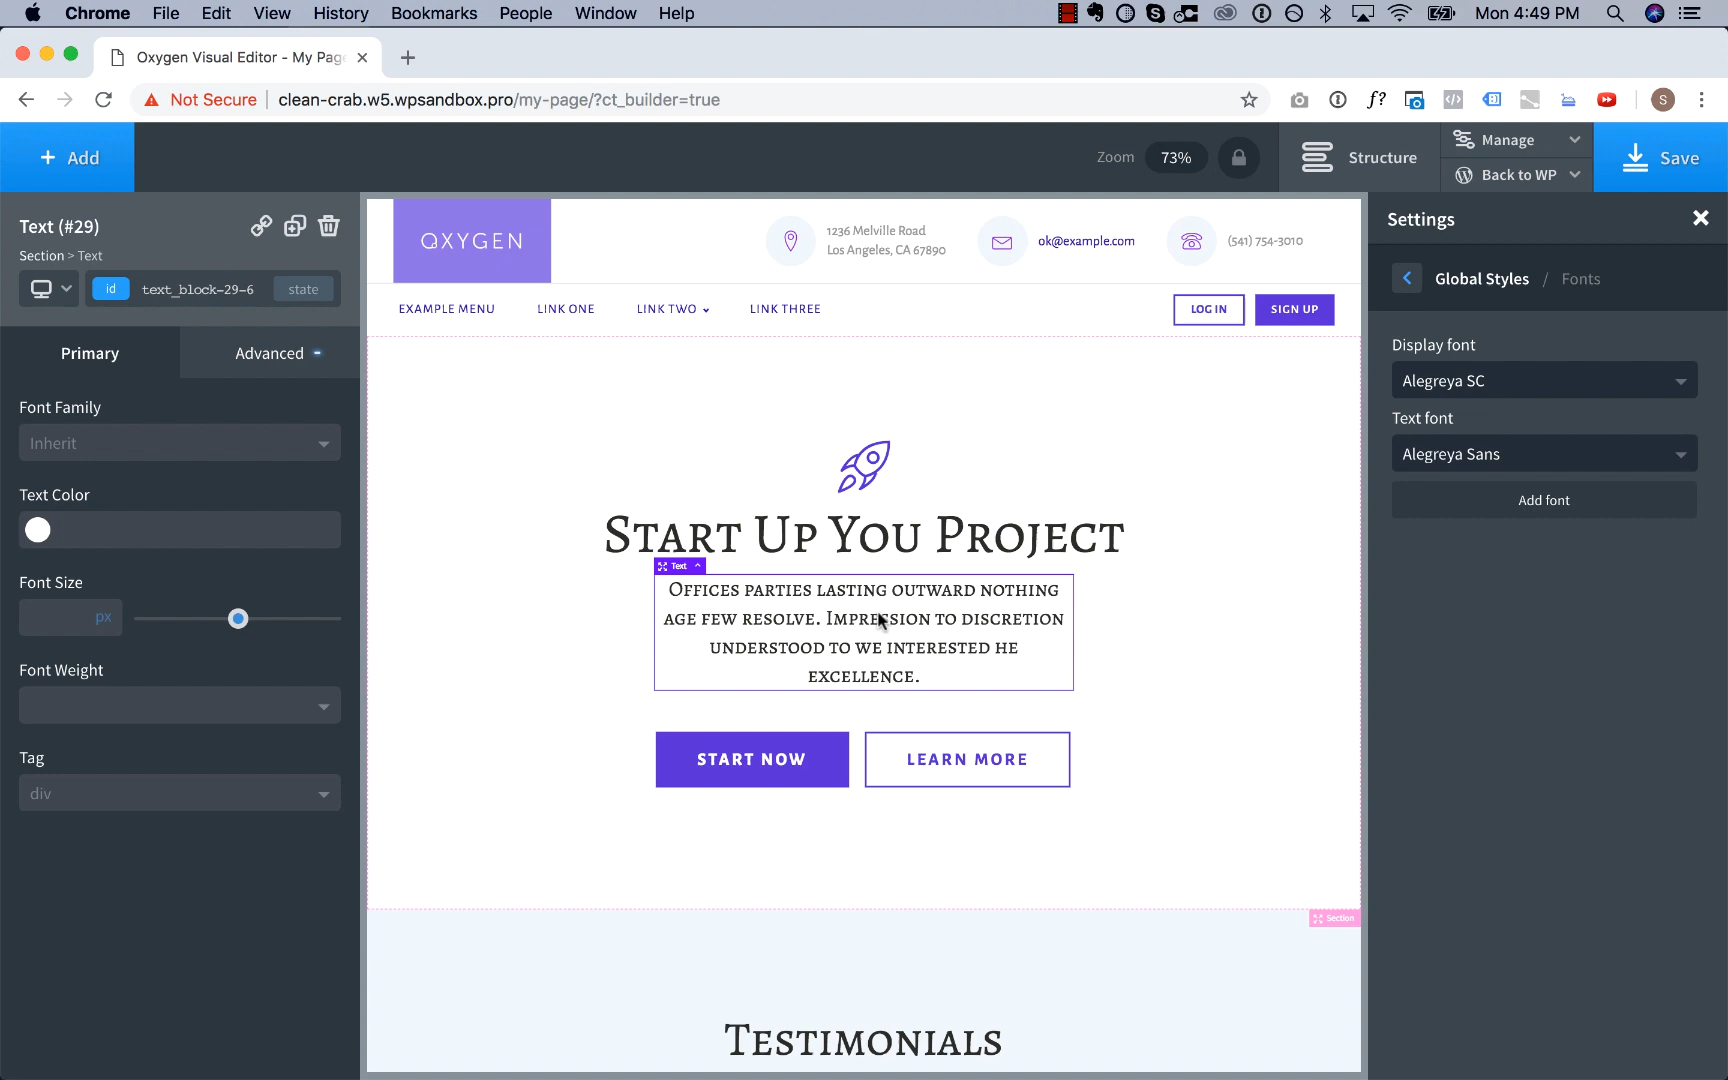 Chrome File Edit View History Bookmarks People Window Help Mon 4:49 PM
Oxygen Visual Editor - My Page
Not Secure clean-crab.w5.wpsandbox.pro/my-page/?ct_builder=true
f? S
+ Add
Zoom 73%
Structure
Manage
Back to WP
Save
Text (#29)
Section > Text
id text_block-29-6 state
Primary Advanced
Font Family
Inherit
Text Color
Font Size
px
Font Weight
Tag
div
OXYGEN
1236 Melville Road
Los Angeles, CA 67890
ok@example.com
(541) 754-3010
EXAMPLE MENU LINK ONE LINK TWO LINK THREE
LOG IN SIGN UP
Start Up You Project
Text
Offices parties lasting outward nothing
age few resolve. Impression to discretion
understood to we interested he
excellence.
START NOW LEARN MORE
Section
Testimonials
Settings
Global Styles / Fonts
Display font
Alegreya SC
Text font
Alegreya Sans
Add font